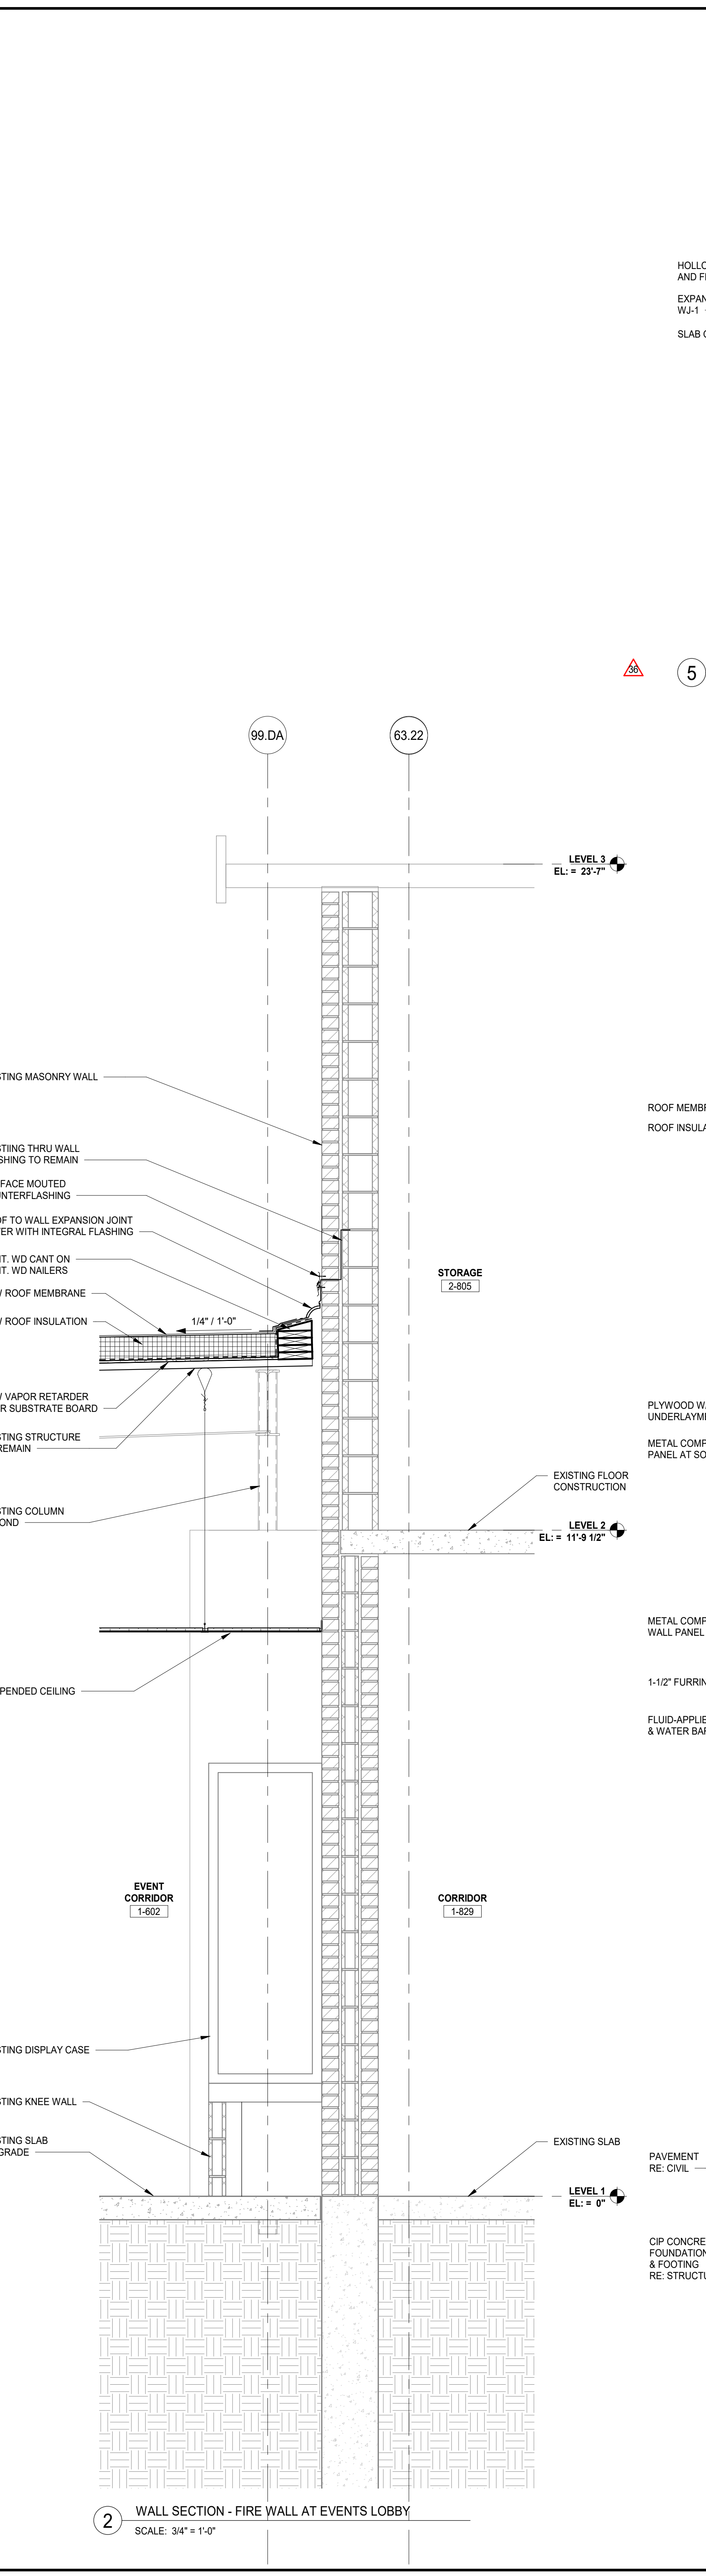 HOLLO
AND F
EXPAN
WJ-1
SLAB
36
5
99.DA
63.22
LEVEL 3
EL: = 23'-7"
STING MASONRY WALL
STIING THRU WALL
SHING TO REMAIN
FACE MOUTED
UNTERFLASHING
OF TO WALL EXPANSION JOINT
ER WITH INTEGRAL FLASHING
T. WD CANT ON
T. WD NAILERS
ROOF MEMBRANE
ROOF INSULATION
1/4" / 1'-0"
STORAGE
2-805
VAPOR RETARDER
R SUBSTRATE BOARD
STING STRUCTURE
REMAIN
STING COLUMN
OND
EXISTING FLOOR
CONSTRUCTION
LEVEL 2
EL: = 11'-9 1/2"
PENDED CEILING
EVENT
CORRIDOR
1-602
CORRIDOR
1-829
STING DISPLAY CASE
STING KNEE WALL
STING SLAB
GRADE
EXISTING SLAB
LEVEL 1
EL: = 0"
ROOF MEMBR
ROOF INSULA
PLYWOOD WA
UNDERLAYME
METAL COMP
PANEL AT SO
METAL COMP
WALL PANEL
1-1/2" FURRIN
FLUID-APPLIE
& WATER BAR
PAVEMENT
RE: CIVIL
CIP CONCRE
FOUNDATION
& FOOTING
RE: STRUCTU
2
WALL SECTION - FIRE WALL AT EVENTS LOBBY
SCALE: 3/4" = 1'-0"